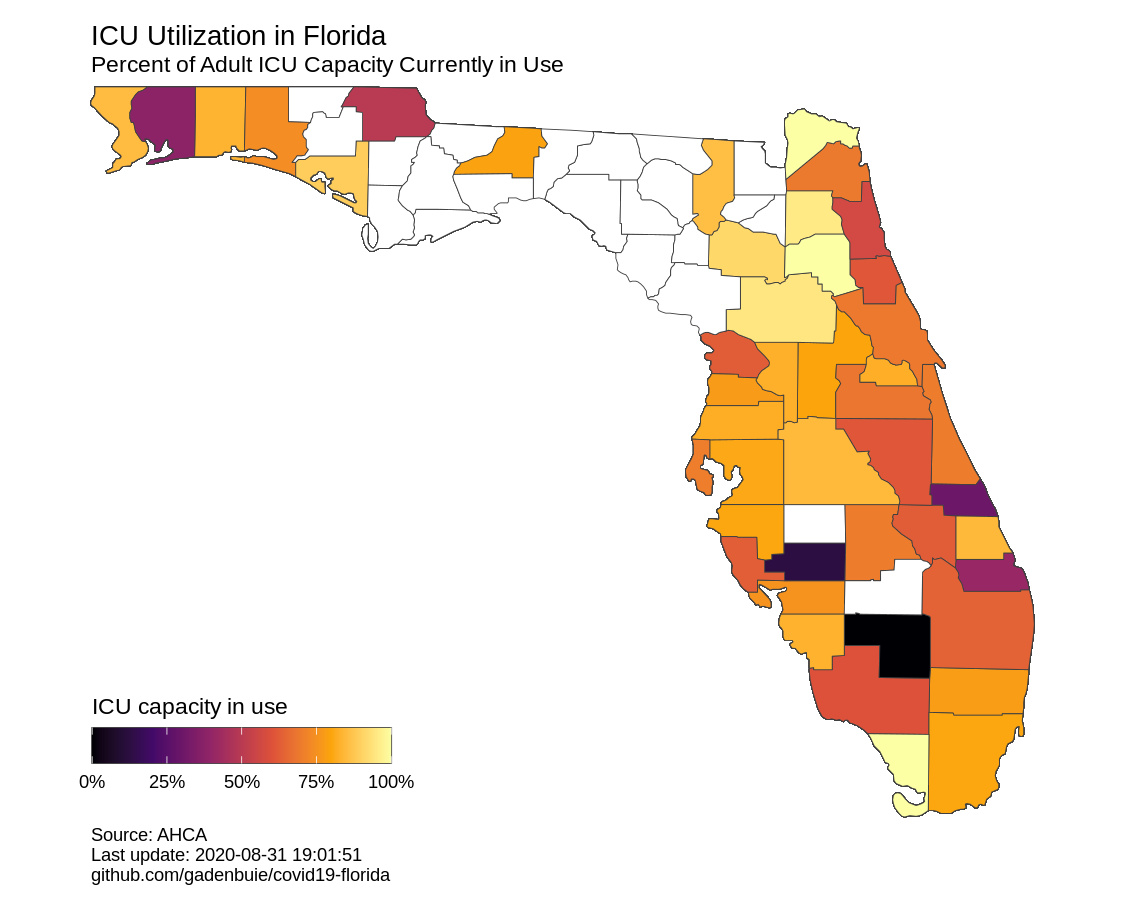 ICU Utilization in Florida
Percent of Adult ICU Capacity Currently in Use
ICU capacity in use
0% 25% 50% 75% 100%
Source: AHCA
Last update: 2020-08-31 19:01:51
github.com/gadenbuie/covid19-florida